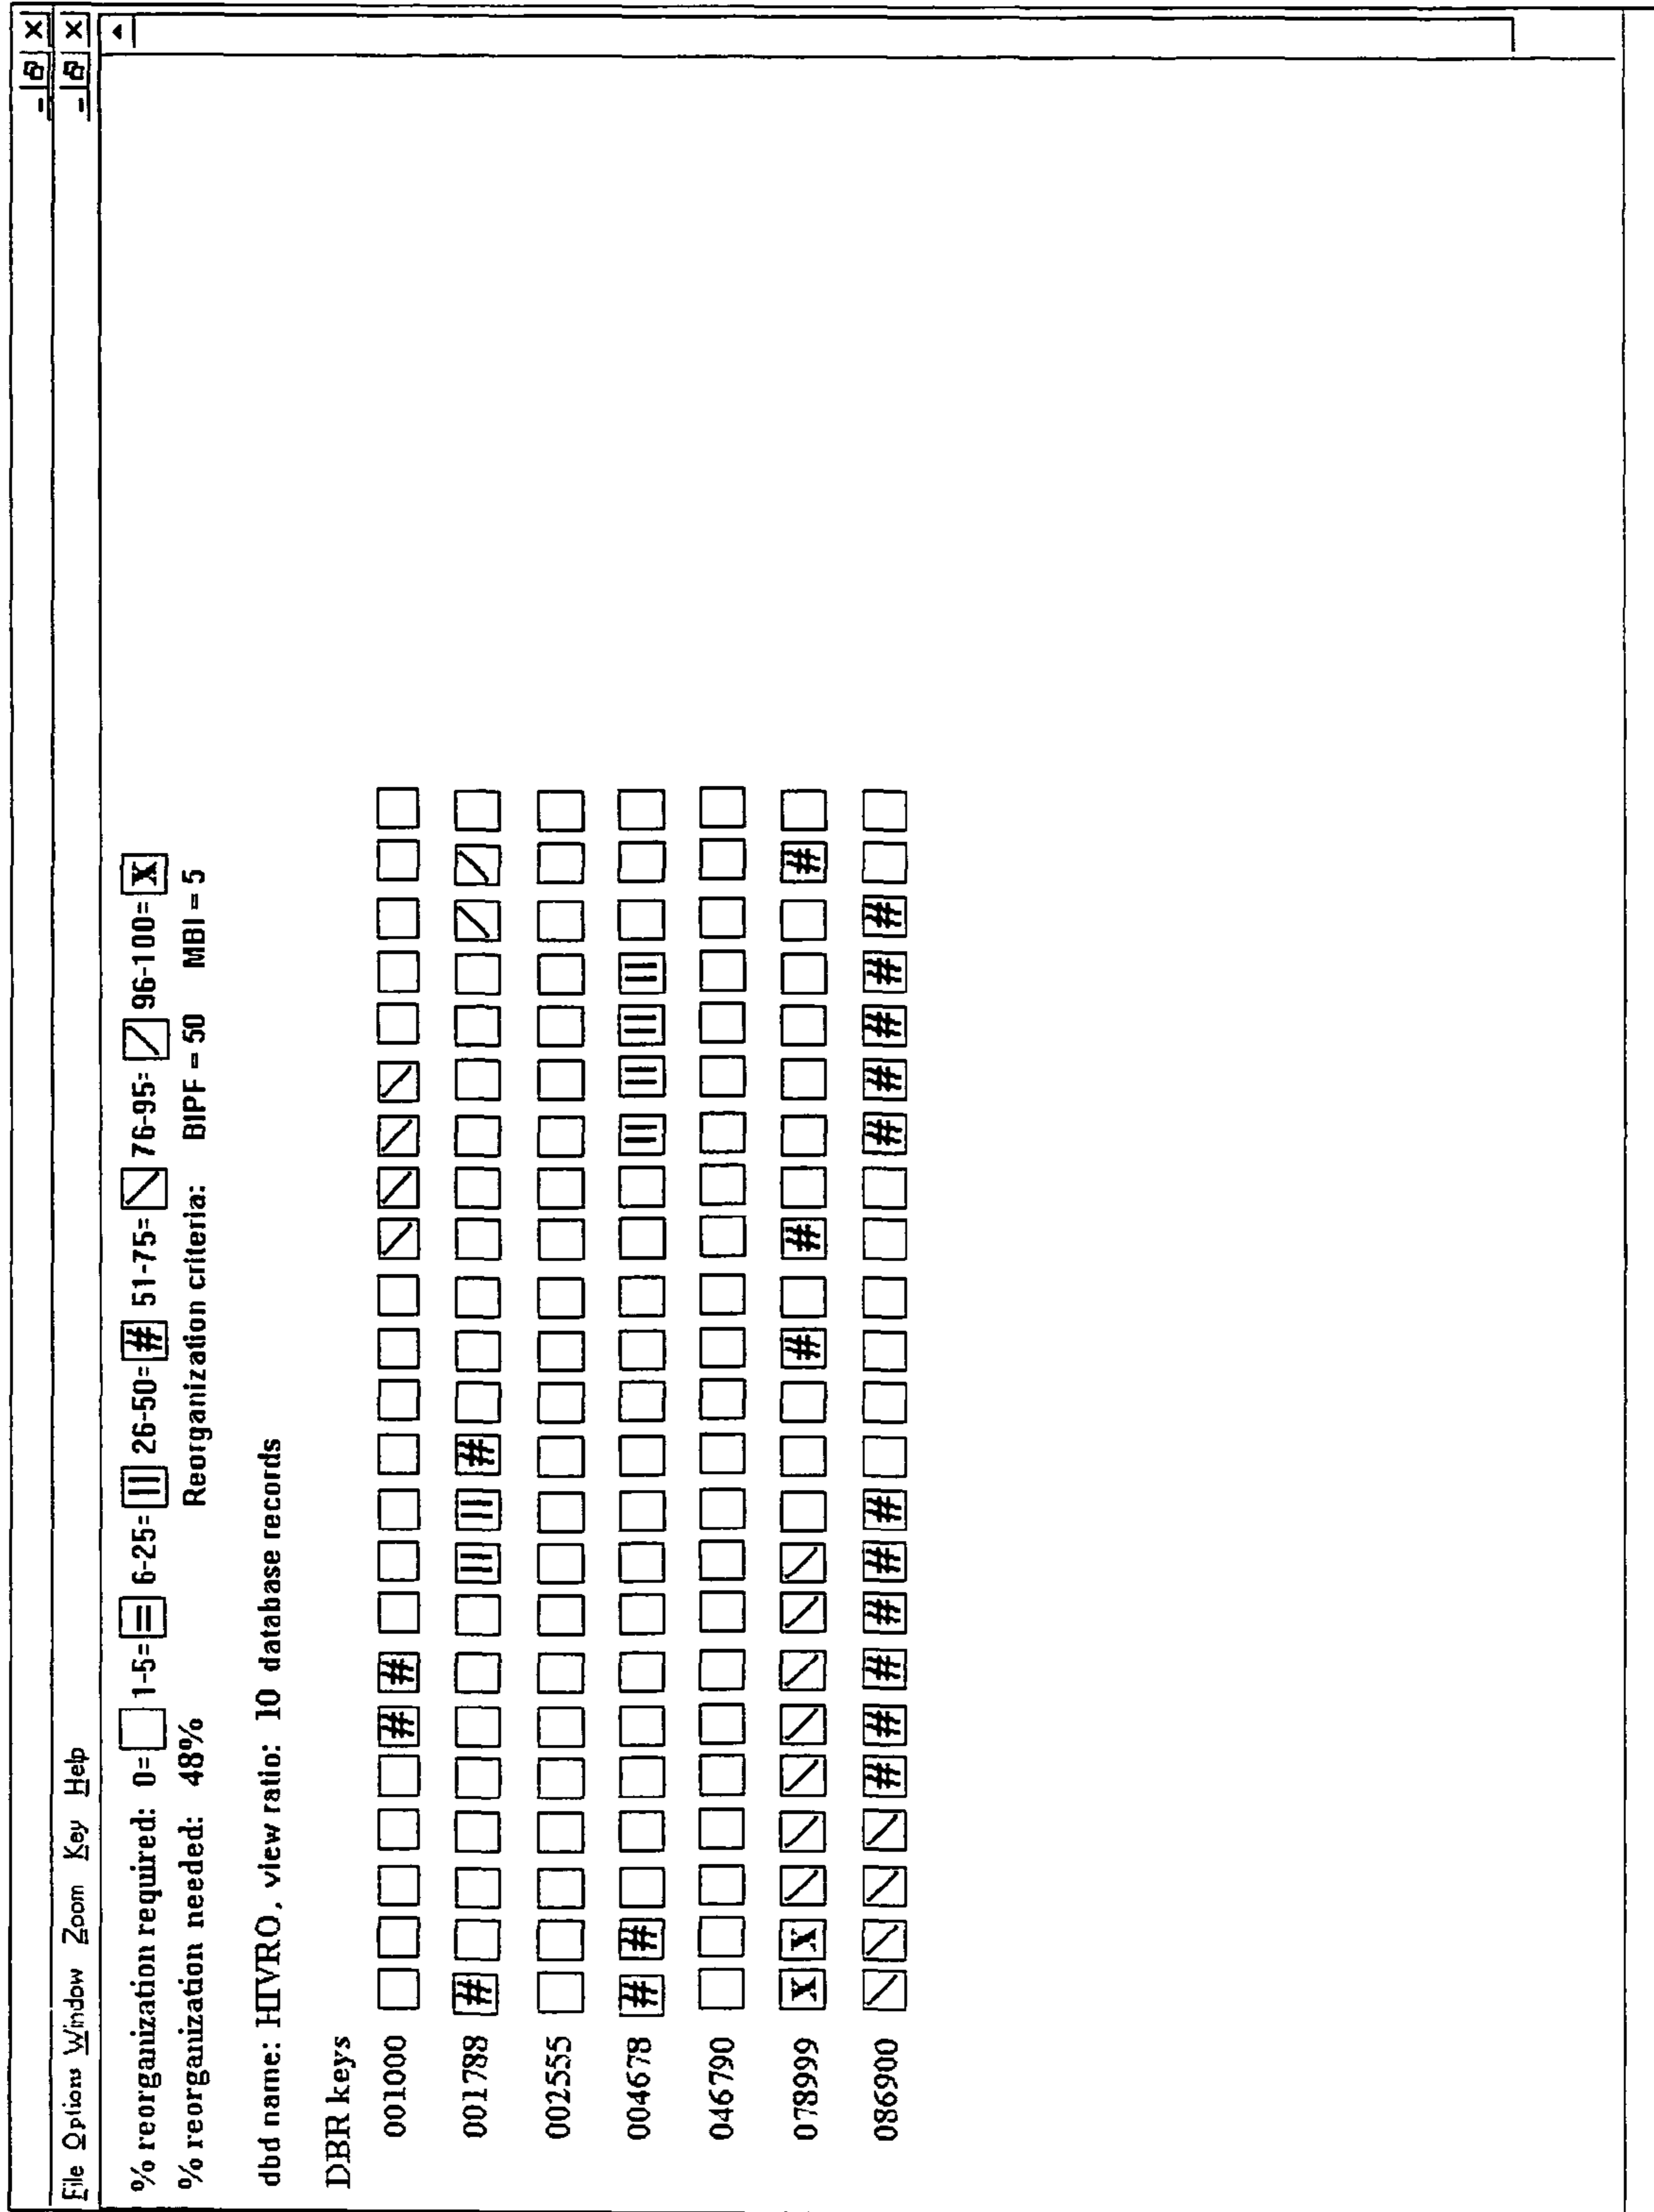 File Options Window Zoom Key Help
% reorganization required: 0= 1-5= = 6-25= || 26-50= # 51-75= \ 76-95= / 96-100= X
% reorganization needed: 48% Reorganization criteria: BIPF = 50 MBI = 5
dbd name: HIVRO, view ratio: 10 database records
DBR keys
001000 # #
001788 # || || #
002555
004678 # # || || || ||
046790
078999 X X # # #
086900 # # # # # # # # # # #